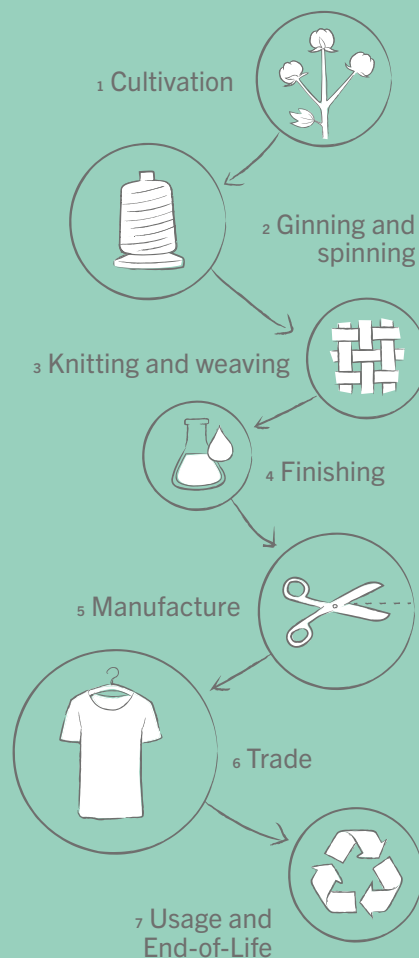 1 Cultivation
2 Ginning and
spinning
3 Knitting and weaving
4 Finishing
5 Manufacture
6 Trade
7 Usage and
End-of-Life